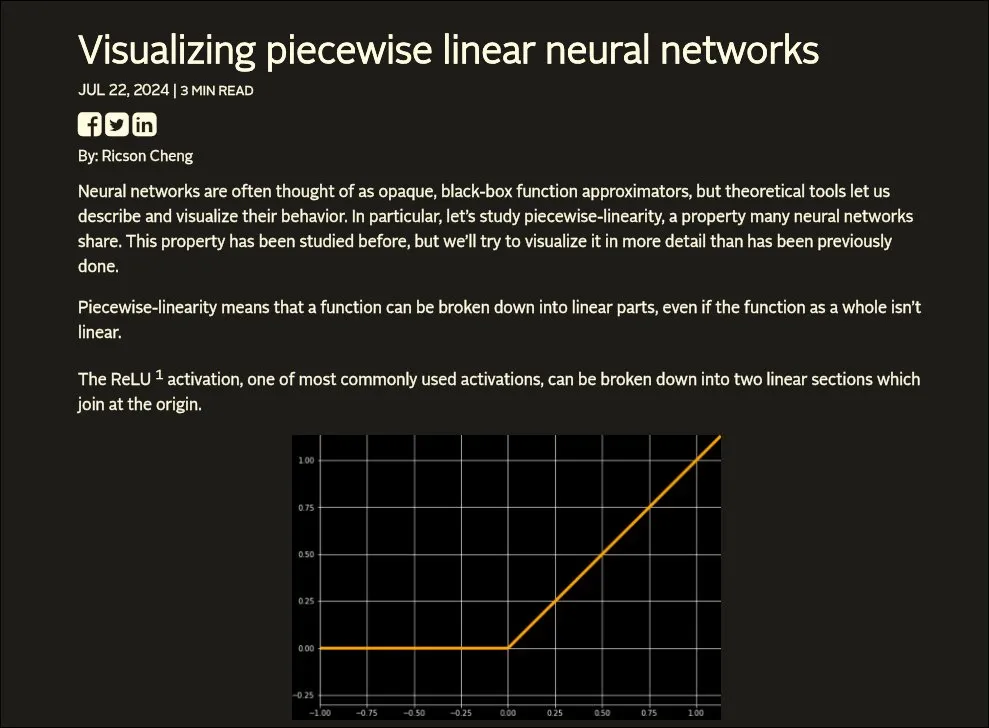 Visualizing piecewise linear neural networks
JUL 22, 2024 | 3 MIN READ
By: Ricson Cheng
Neural networks are often thought of as opaque, black-box function approximators, but theoretical tools let us
describe and visualize their behavior. In particular, let’s study piecewise-linearity, a property many neural networks
share. This property has been studied before, but we’ll try to visualize it in more detail than has been previously
done.
Piecewise-linearity means that a function can be broken down into linear parts, even if the function as a whole isn’t
linear.
The ReLU 1 activation, one of most commonly used activations, can be broken down into two linear sections which
join at the origin.
1.00
0.75
0.50
0.25
0.00
−0.25
−1.00 −0.75 −0.50 −0.25 0.00 0.25 0.50 0.75 1.00